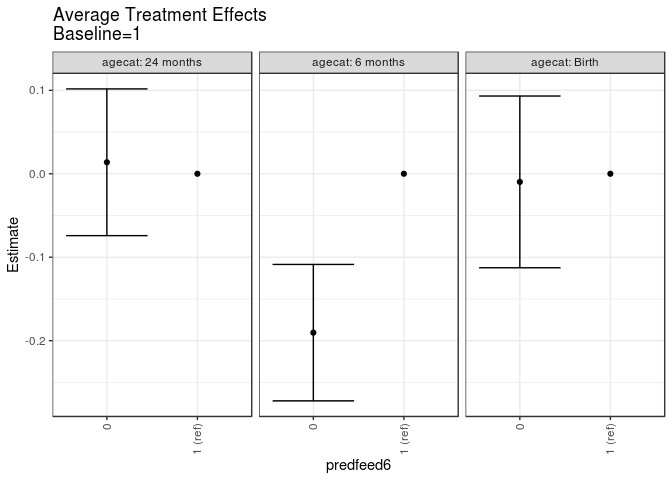 Average Treatment Effects
Baseline=1
agecat: 24 months
agecat: 6 months
agecat: Birth
0.1
0.0
-0.1
-0.2
Estimate
0
1 (ref)
0
1 (ref)
0
1 (ref)
predfeed6